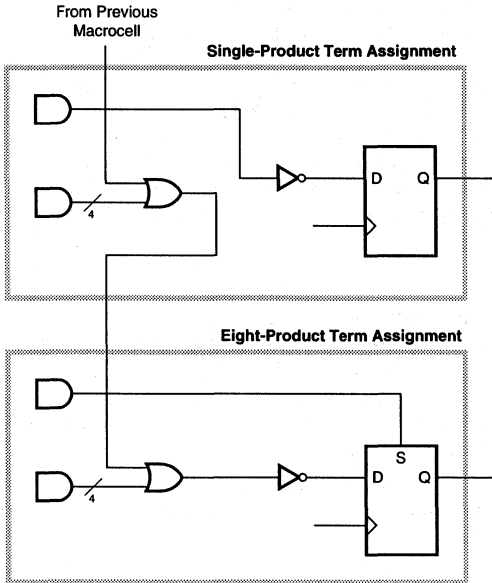 From Previous
Macrocell
Single-Product Term Assignment
D Q
4
Eight-Product Term Assignment
S
D Q
4